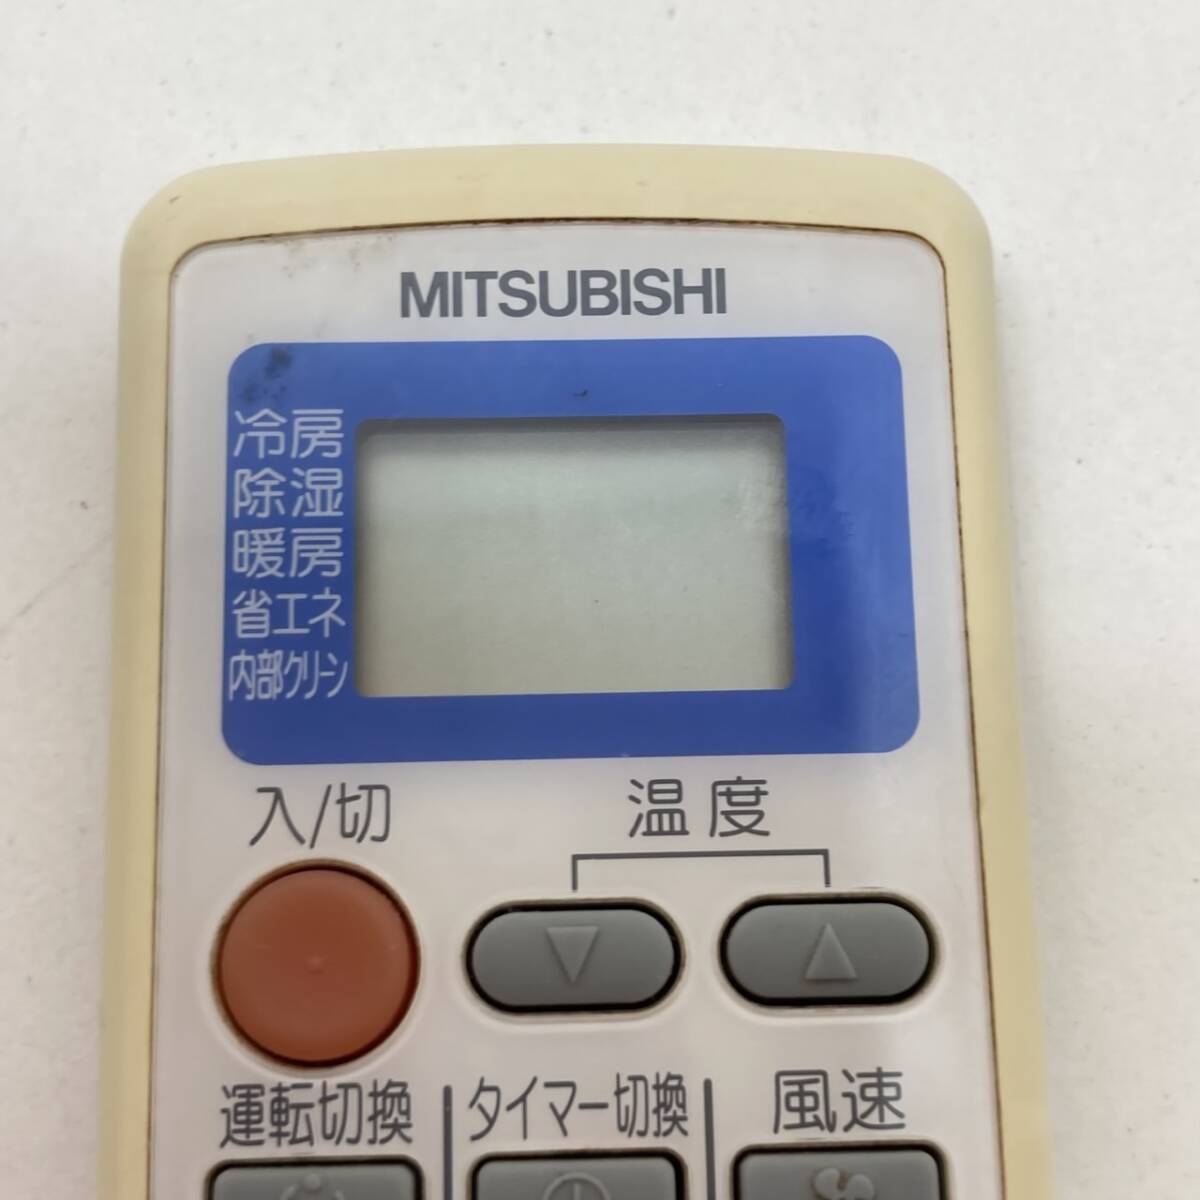 MITSUBISHI
冷房
除湿
暖房
省エネ
内部クリーン
入/切
温度
運転切換
タイマー切換
風速